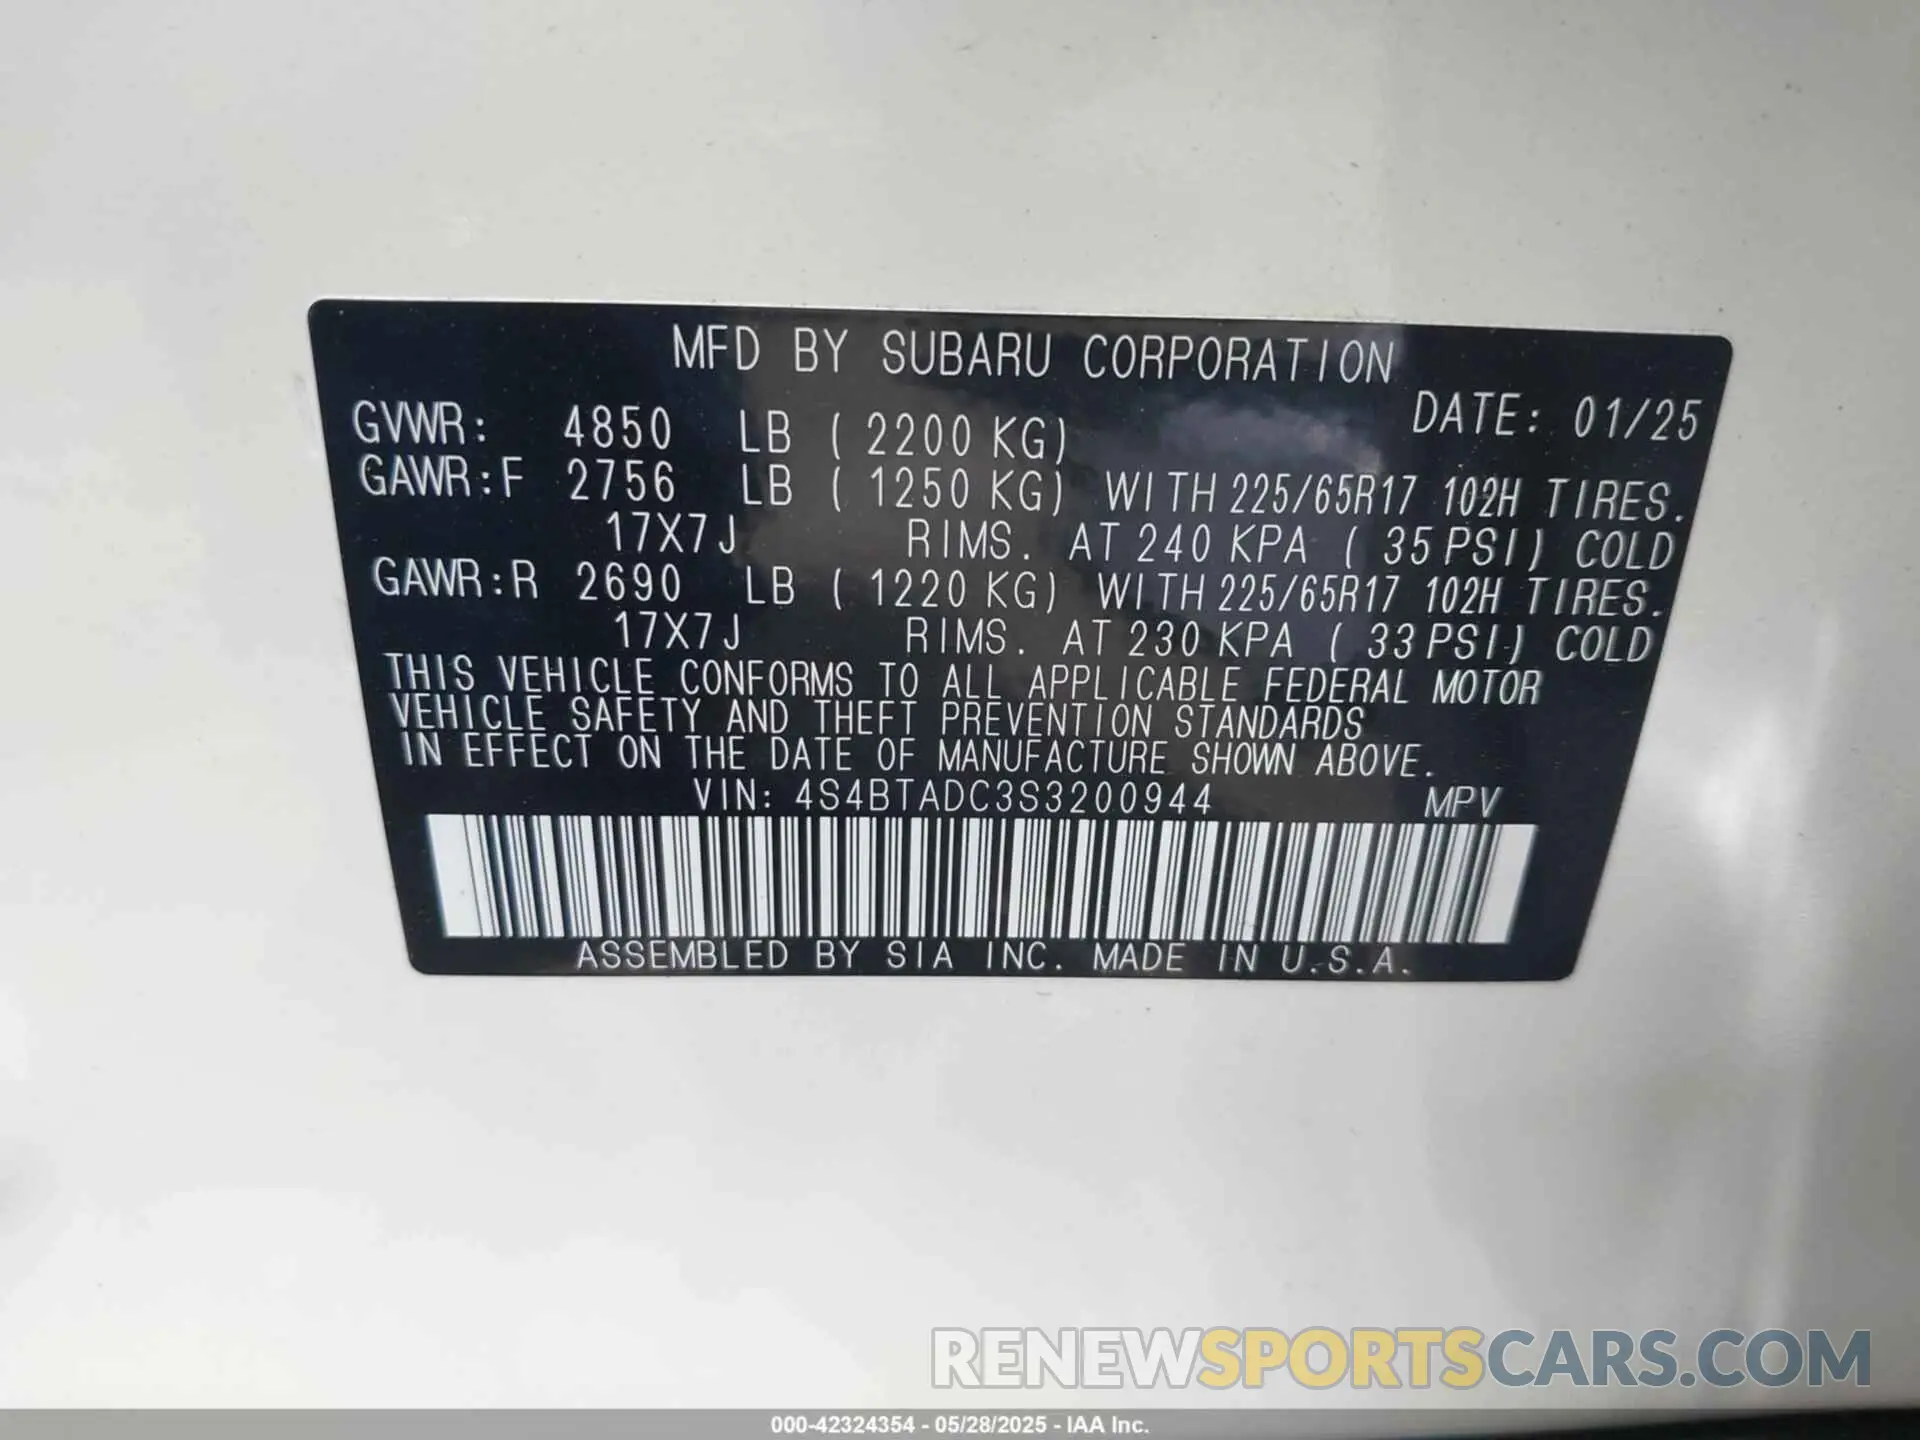 MFD BY SUBARU CORPORATION
DATE: 01/25
GVWR: 4850 LB ( 2200 KG)
GAWR:F 2756 LB ( 1250 KG) WITH 225/65R17 102H TIRES.
17X7J RIMS. AT 240 KPA ( 35 PSI) COLD
GAWR:R 2690 LB ( 1220 KG) WITH 225/65R17 102H TIRES.
17X7J RIMS. AT 230 KPA ( 33 PSI) COLD
THIS VEHICLE CONFORMS TO ALL APPLICABLE FEDERAL MOTOR
VEHICLE SAFETY AND THEFT PREVENTION STANDARDS
IN EFFECT ON THE DATE OF MANUFACTURE SHOWN ABOVE.
VIN: 4S4BTADC3S3200944 MPV
ASSEMBLED BY SIA INC. MADE IN U.S.A.
RENEWSPORTSCARS.COM
000-42324354 - 05/28/2025 - IAA Inc.